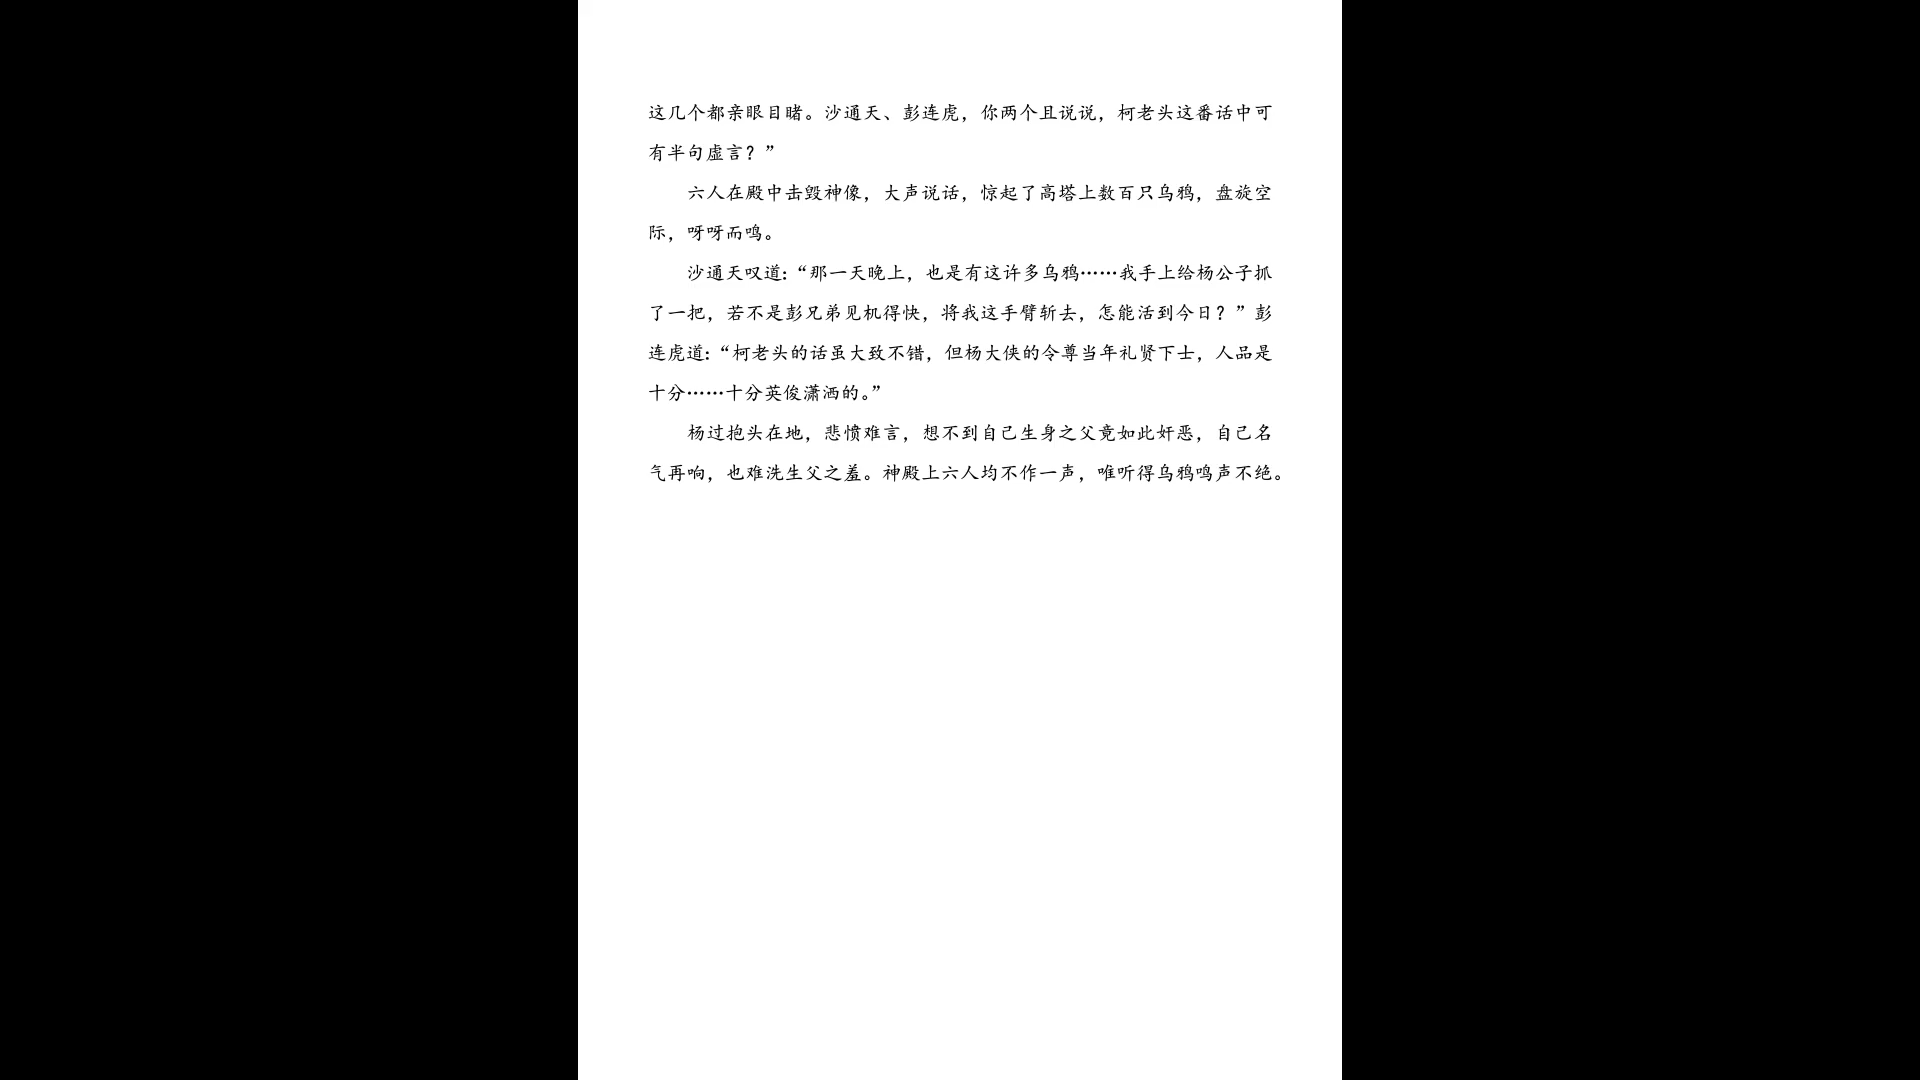 这几个都亲眼目睹。沙通天、彭连虎，你两个且说说，柯老头这番话中可
有半句虚言？”
六人在殿中击毁神像，大声说话，惊起了高塔上数百只乌鸦，盘旋空
际，呀呀而鸣。
沙通天叹道：“那一天晚上，也是有这许多乌鸦……我手上给杨公子抓
了一把，若不是彭兄弟见机得快，将我这手臂斩去，怎能活到今日？”彭
连虎道：“柯老头的话虽大致不错，但杨大侠的令尊当年礼贤下士，人品是
十分……十分英俊潇洒的。”
杨过抱头在地，悲愤难言，想不到自己生身之父竟如此奸恶，自己名
气再响，也难洗生父之羞。神殿上六人均不作一声，唯听得乌鸦鸣声不绝。